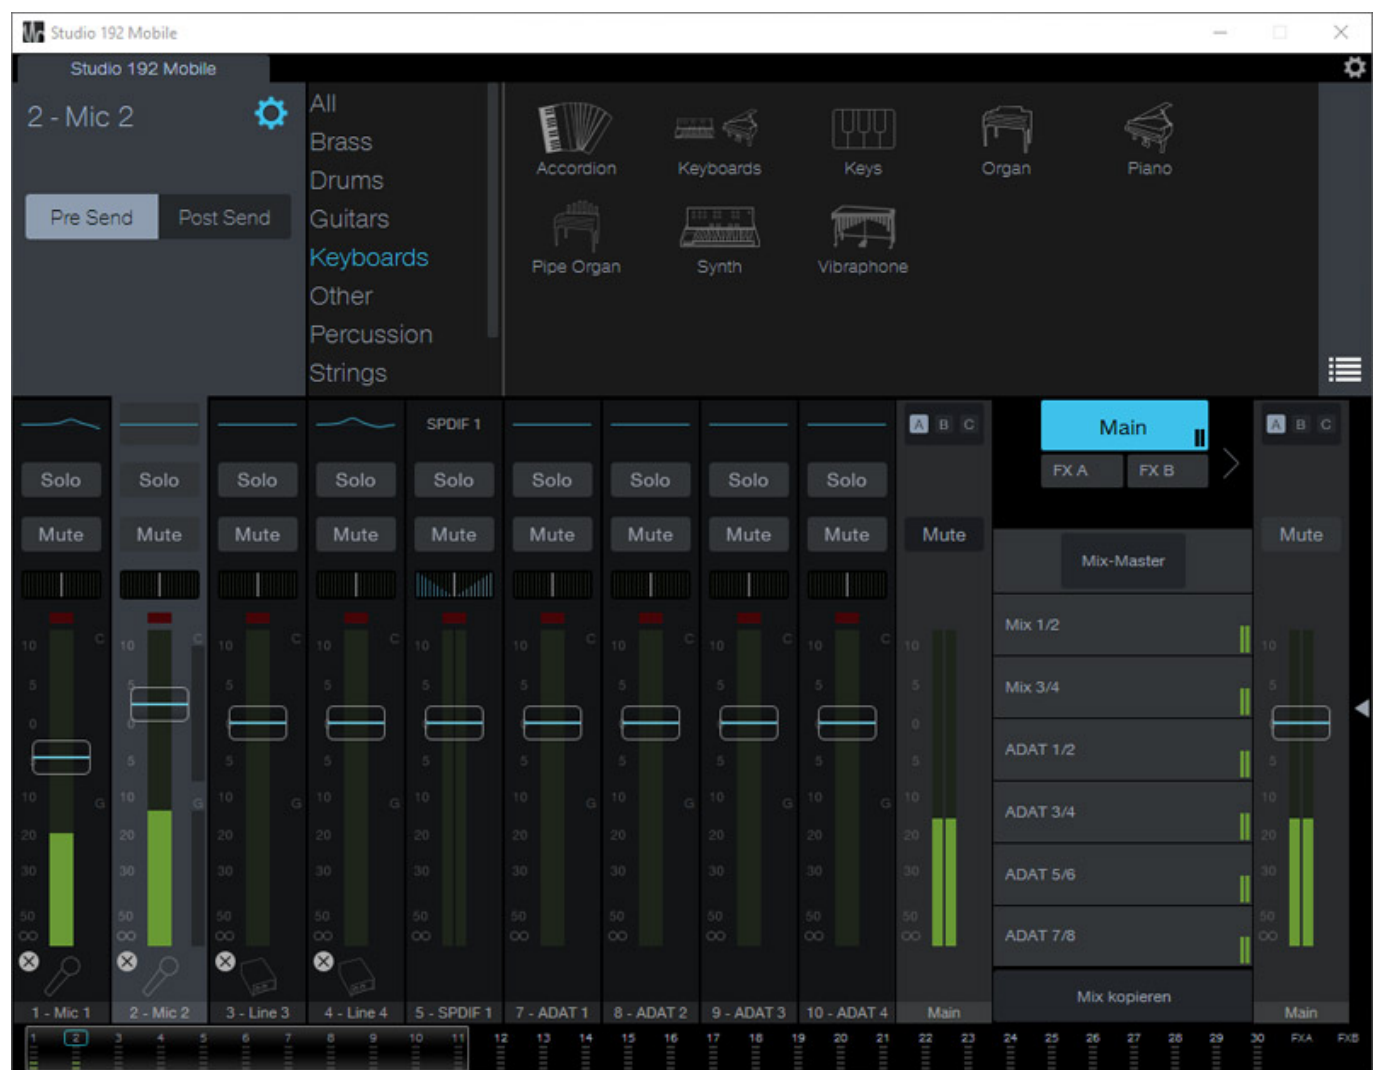 Studio 192 Mobile
Studio 192 Mobile
2 - Mic 2
Pre Send Post Send
All
Brass
Drums
Guitars
Keyboards
Other
Percussion
Strings
Accordion Keyboards Keys Organ Piano
Pipe Organ Synth Vibraphone
SPDIF 1 A B C Main A B C
FX A FX B
Solo Solo Solo Solo Solo Solo Solo Solo Solo
Mute Mute Mute Mute Mute Mute Mute Mute Mute Mute Mute
Mix-Master
Mix 1/2
Mix 3/4
ADAT 1/2
ADAT 3/4
ADAT 5/6
ADAT 7/8
Mix kopieren
1 - Mic 1 2 - Mic 2 3 - Line 3 4 - Line 4 5 - SPDIF 1 7 - ADAT 1 8 - ADAT 2 9 - ADAT 3 10 - ADAT 4 Main Main
1 2 3 4 5 6 7 8 9 10 11 12 13 14 15 16 17 18 19 20 21 22 23 24 25 26 27 28 29 30 FXA FXB